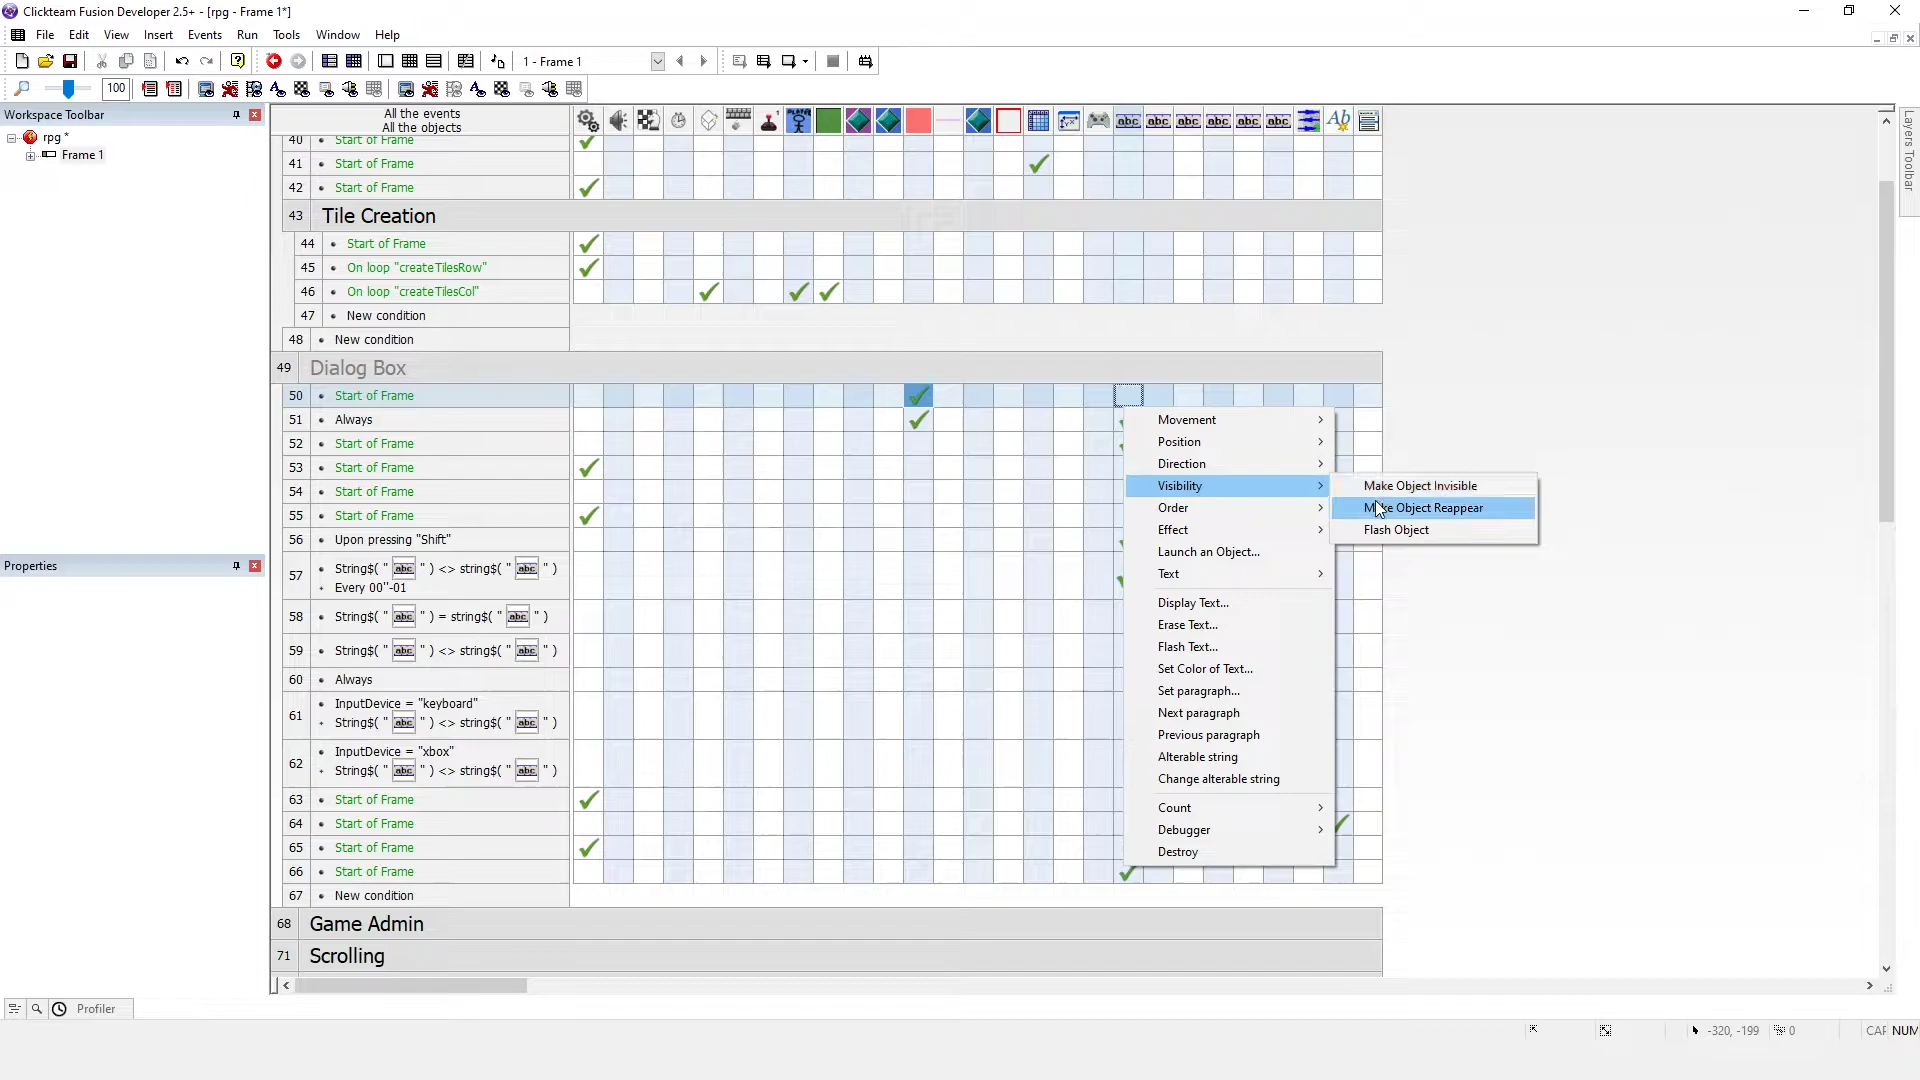 Clickteam Fusion Developer 2.5+ - [rpg - Frame 1*]
File Edit View Insert Events Run Tools Window Help
1 - Frame 1
100
Workspace Toolbar
rpg *
Frame 1
Properties
Layers Toolbar
All the events
All the objects
40 • Start of Frame
41 • Start of Frame
42 • Start of Frame
43 Tile Creation
44 • Start of Frame
45 • On loop "createTilesRow"
46 • On loop "createTilesCol"
47 • New condition
48 • New condition
49 Dialog Box
50 • Start of Frame
51 • Always
52 • Start of Frame
53 • Start of Frame
54 • Start of Frame
55 • Start of Frame
56 • Upon pressing "Shift"
57 • String$( " abc " ) <> string$( " abc " )
+ Every 00''-01
58 • String$( " abc " ) = string$( " abc " )
59 • String$( " abc " ) <> string$( " abc " )
60 • Always
61 • InputDevice = "keyboard"
+ String$( " abc " ) <> string$( " abc " )
62 • InputDevice = "xbox"
+ String$( " abc " ) <> string$( " abc " )
63 • Start of Frame
64 • Start of Frame
65 • Start of Frame
66 • Start of Frame
67 • New condition
68 Game Admin
71 Scrolling
abc abc abc abc abc abc Ab
Movement
Position
Direction
Visibility
Order
Effect
Launch an Object...
Text
Display Text...
Erase Text...
Flash Text...
Set Color of Text...
Set paragraph...
Next paragraph
Previous paragraph
Alterable string
Change alterable string
Count
Debugger
Destroy
Make Object Invisible
Make Object Reappear
Flash Object
Profiler
-320, -199
0
CAP NUM